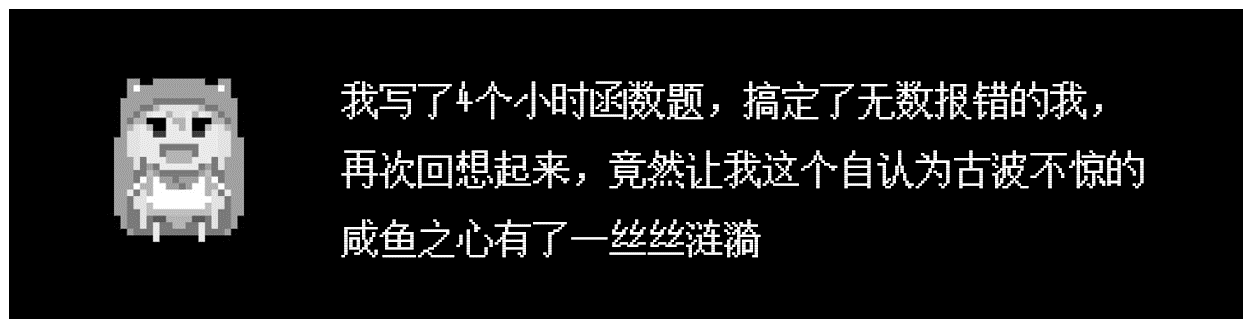 我写了4个小时函数题，搞定了无数报错的我，
再次回想起来，竟然让我这个自认为古波不惊的
咸鱼之心有了一丝丝涟漪